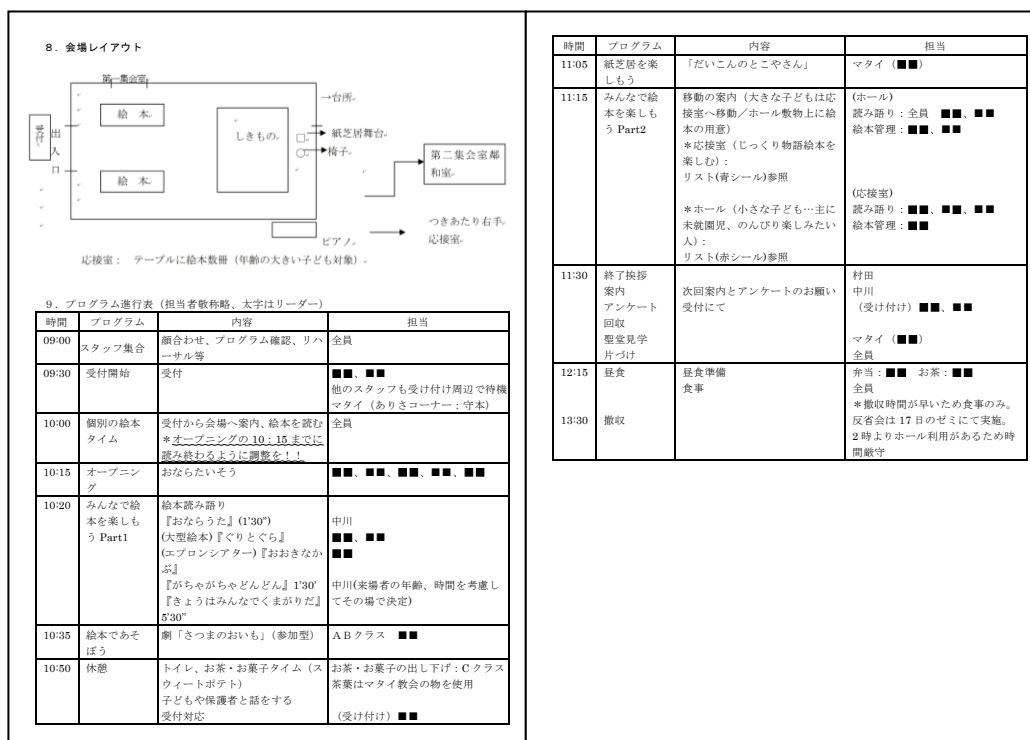 8．会場レイアウト
第一集会室
→台所
絵 本
受付
出入口
しきもの
□→紙芝居舞台
○→椅子
第二集会室鄰和室
絵 本
つきあたり右手
応接室
ピアノ
応接室： テーブルに絵本数冊（年齢の大きい子ども対象）
9．プログラム進行表（担当者敬称略、太字はリーダー）
時間 プログラム 内容 担当
09:00 スタッフ集合 顔合わせ、プログラム確認、リハ 全員
ーサル等
09:30 受付開始 受付 ■■、■■
他のスタッフも受け付け周辺で待機
マタイ（ありさコーナー：守本）
10:00 個別の絵本 受付から会場へ案内、絵本を読む 全員
タイム ＊オープニングの 10：15 までに
読み終わるように調整を！！
10:15 オープニン おならたいそう ■■、■■、■■、■■、■■
グ
10:20 みんなで絵 絵本読み語り
本を楽しも 『おならうた』(1'30") 中川
う Part1 (大型絵本)『ぐりとぐら』 ■■、■■
(エプロンシアター)『おおきなか ■■
ぶ』
『がちゃがちゃどんどん』1'30' 中川(来場者の年齢、時間を考慮し
『きょうはみんなでくまがりだ』 てその場で決定)
5'30"
10:35 絵本であそ 劇「さつまのおいも」（参加型） ＡＢクラス ■■
ぼう
10:50 休憩 トイレ、お茶・お菓子タイム（ス お茶・お菓子の出し下げ：Cクラス
ウィートポテト） 茶葉はマタイ教会の物を使用
子どもや保護者と話をする
受付対応 （受け付け）■■
時間 プログラム 内容 担当
11:05 紙芝居を楽 「だいこんのとこやさん」 マタイ（■■）
しもう
11:15 みんなで絵 移動の案内（大きな子どもは応 (ホール)
本を楽しも 接室へ移動／ホール敷物上に絵 読み語り：全員 ■■、■■
う Part2 本の用意） 絵本管理：■■、■■
＊応接室（じっくり物語絵本を
楽しむ）：
リスト(青シール)参照
(応接室)
＊ホール（小さな子ども…主に 読み語り：■■、■■、■■
未就園児、のんびり楽しみたい 絵本管理：■■
人）：
リスト(赤シール)参照
11:30 終了挨拶 村田
案内 次回案内とアンケートのお願い 中川
アンケート 受付にて （受け付け）■■、■■
回収
聖堂見学 マタイ（■■）
片づけ 全員
12:15 昼食 昼食準備 弁当：■■ お茶：■■
食事 全員
＊撤収時間が早いため食事のみ。
13:30 撤収 反省会は 17 日のゼミにて実施。
2 時よりホール利用があるため時
間厳守